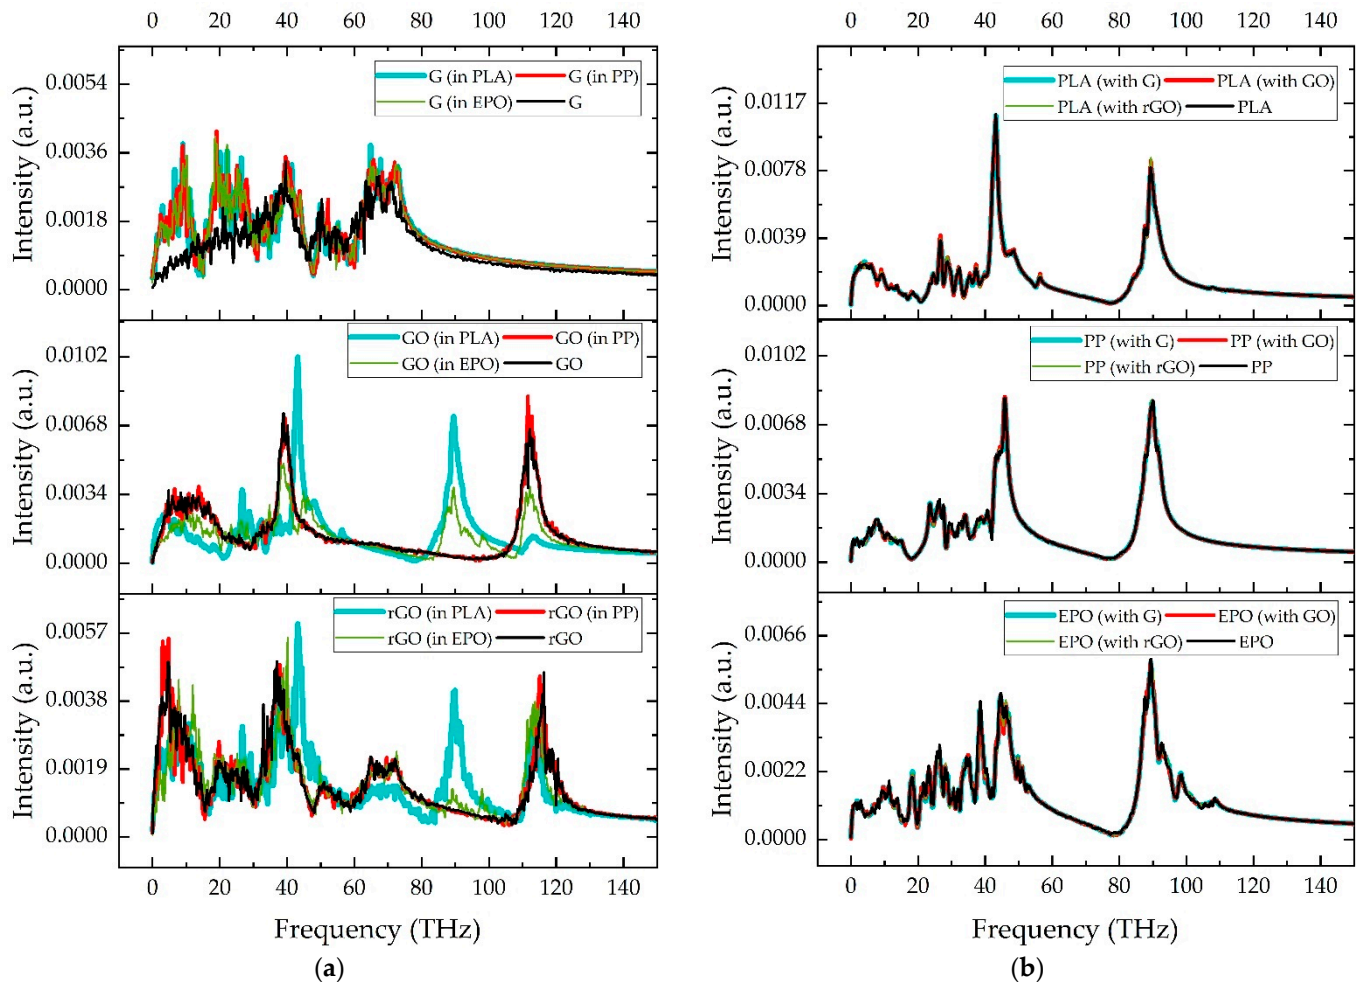 0 20 40 60 80 100 120 140
0 20 40 60 80 100 120 140
G (in PLA) G (in PP)
G (in EPO) G
0.0054
0.0036
0.0018
0.0000
Intensity (a.u.)
PLA (with G) PLA (with GO)
PLA (with rGO) PLA
0.0117
0.0078
0.0039
0.0000
Intensity (a.u.)
GO (in PLA) GO (in PP)
GO (in EPO) GO
0.0102
0.0068
0.0034
0.0000
Intensity (a.u.)
PP (with G) PP (with GO)
PP (with rGO) PP
0.0102
0.0068
0.0034
0.0000
Intensity (a.u.)
rGO (in PLA) rGO (in PP)
rGO (in EPO) rGO
0.0057
0.0038
0.0019
0.0000
Intensity (a.u.)
EPO (with G) EPO (with GO)
EPO (with rGO) EPO
0.0066
0.0044
0.0022
0.0000
Intensity (a.u.)
0 20 40 60 80 100 120 140
0 20 40 60 80 100 120 140
Frequency (THz)
Frequency (THz)
(a)
(b)